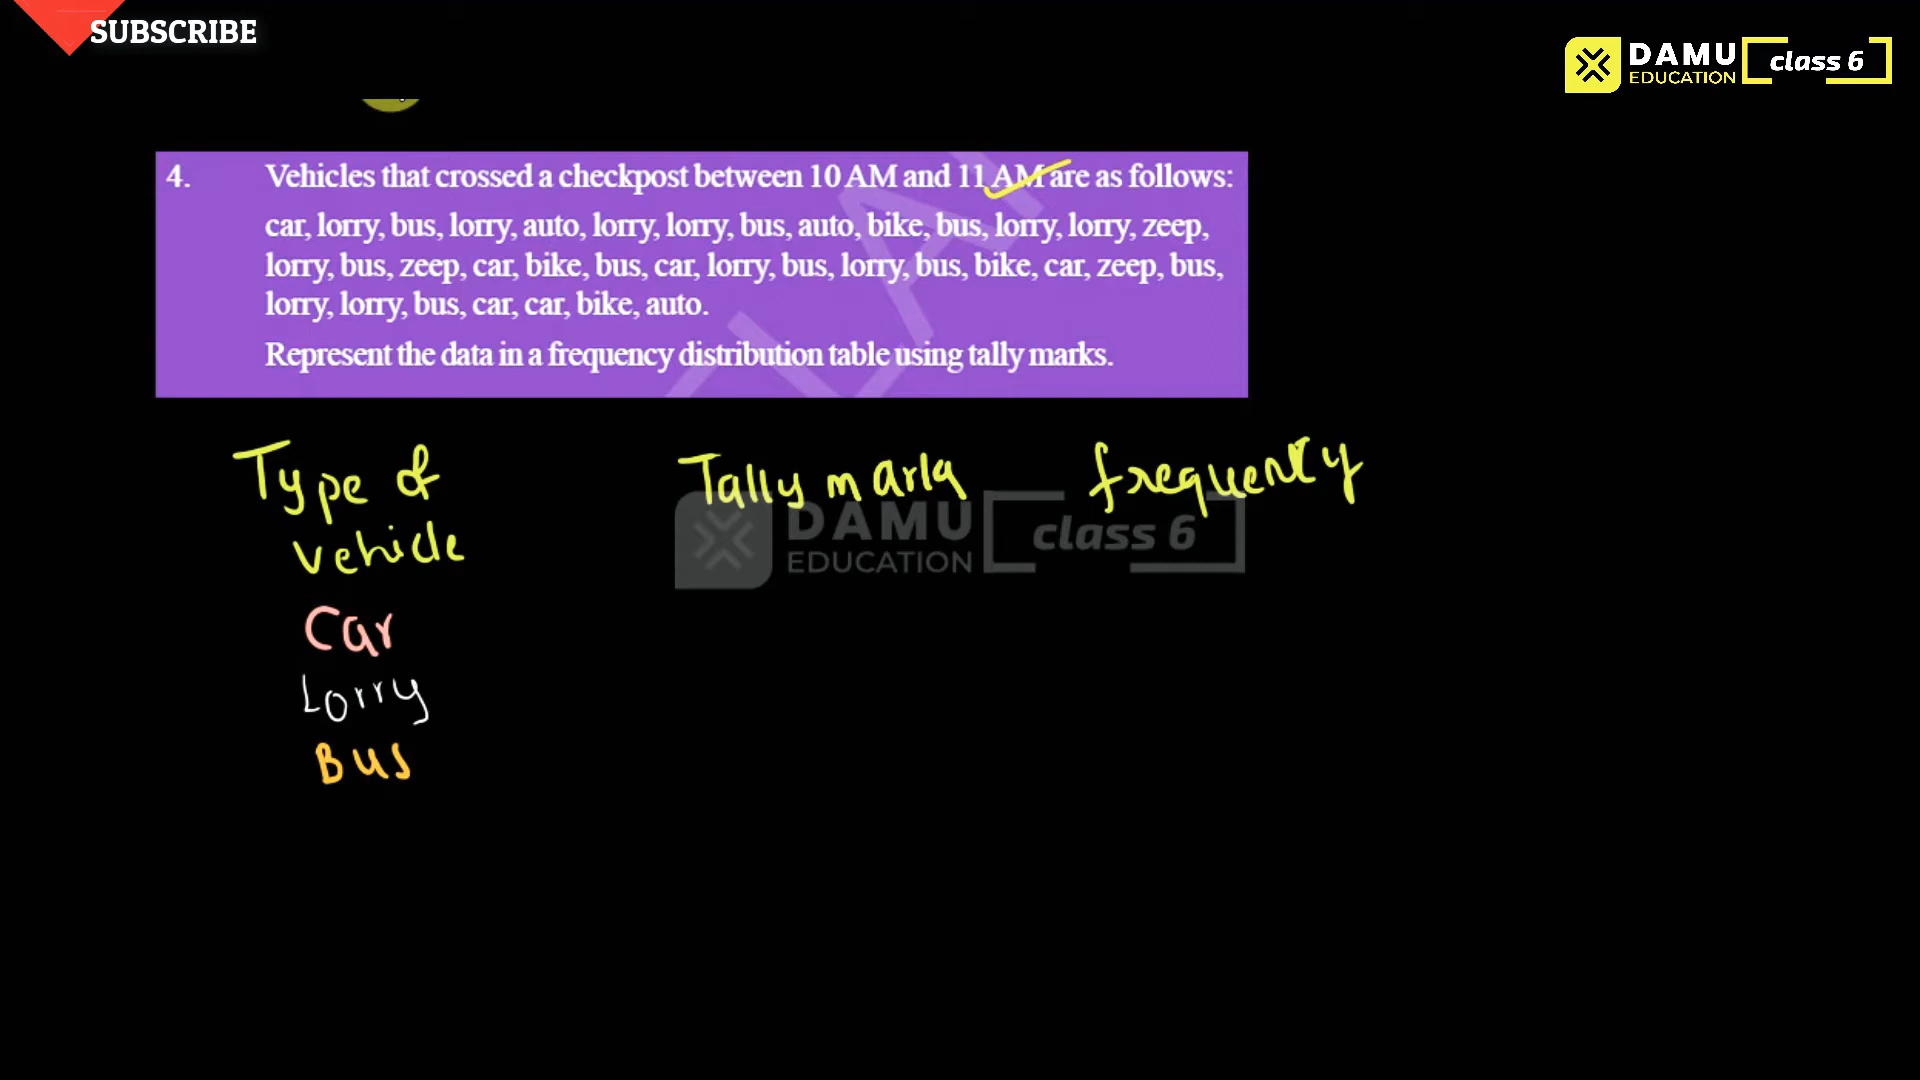 SUBSCRIBE
DAMU
EDUCATION
class 6
4. Vehicles that crossed a checkpost between 10 AM and 11 AM are as follows:
car, lorry, bus, lorry, auto, lorry, lorry, bus, auto, bike, bus, lorry, lorry, zeep,
lorry, bus, zeep, car, bike, bus, car, lorry, bus, lorry, bus, bike, car, zeep, bus,
lorry, lorry, bus, car, car, bike, auto.
Represent the data in a frequency distribution table using tally marks.
Type of Tally marks frequency
vehicle
DAMU
EDUCATION
class 6
Car
Lorry
Bus